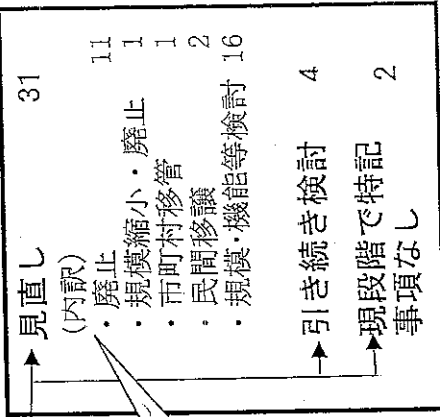 見直し 31
(内訳)
・廃止 11
・規模縮小・廃止 1
・市町村移管 1
・民間移譲 2
・規模・機能等検討 16
引き続き検討 4
現段階で特記 2
事項なし